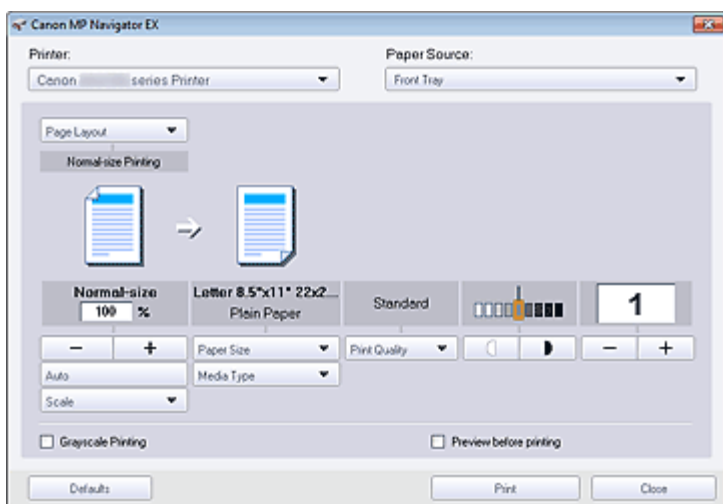 Canon MP Navigator EX
Printer: Paper Source:
Canon series Printer Front Tray
Page Layout
Normal-size Printing
Normal-size Letter 8.5"x11" 22x2... Standard 1
100 % Plain Paper
- + Paper Size Print Quality - +
Auto Media Type
Scale
Grayscale Printing Preview before printing
Defaults Print Close